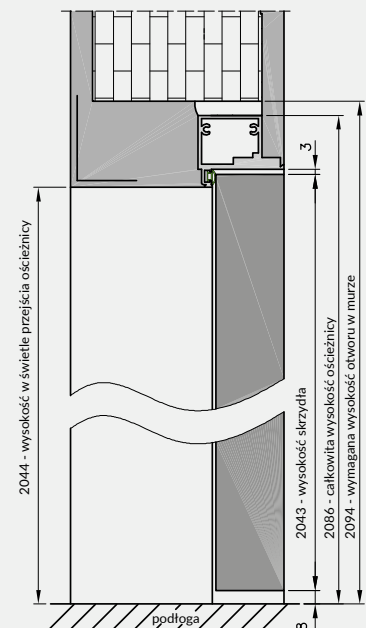 3
2044 - wysokość w świetle przejścia ościeżnicy
2043 - wysokość skrzydła
2086 - całkowita wysokość ościeżnicy
2094 - wymagana wysokość otworu w murze
podłoga
8